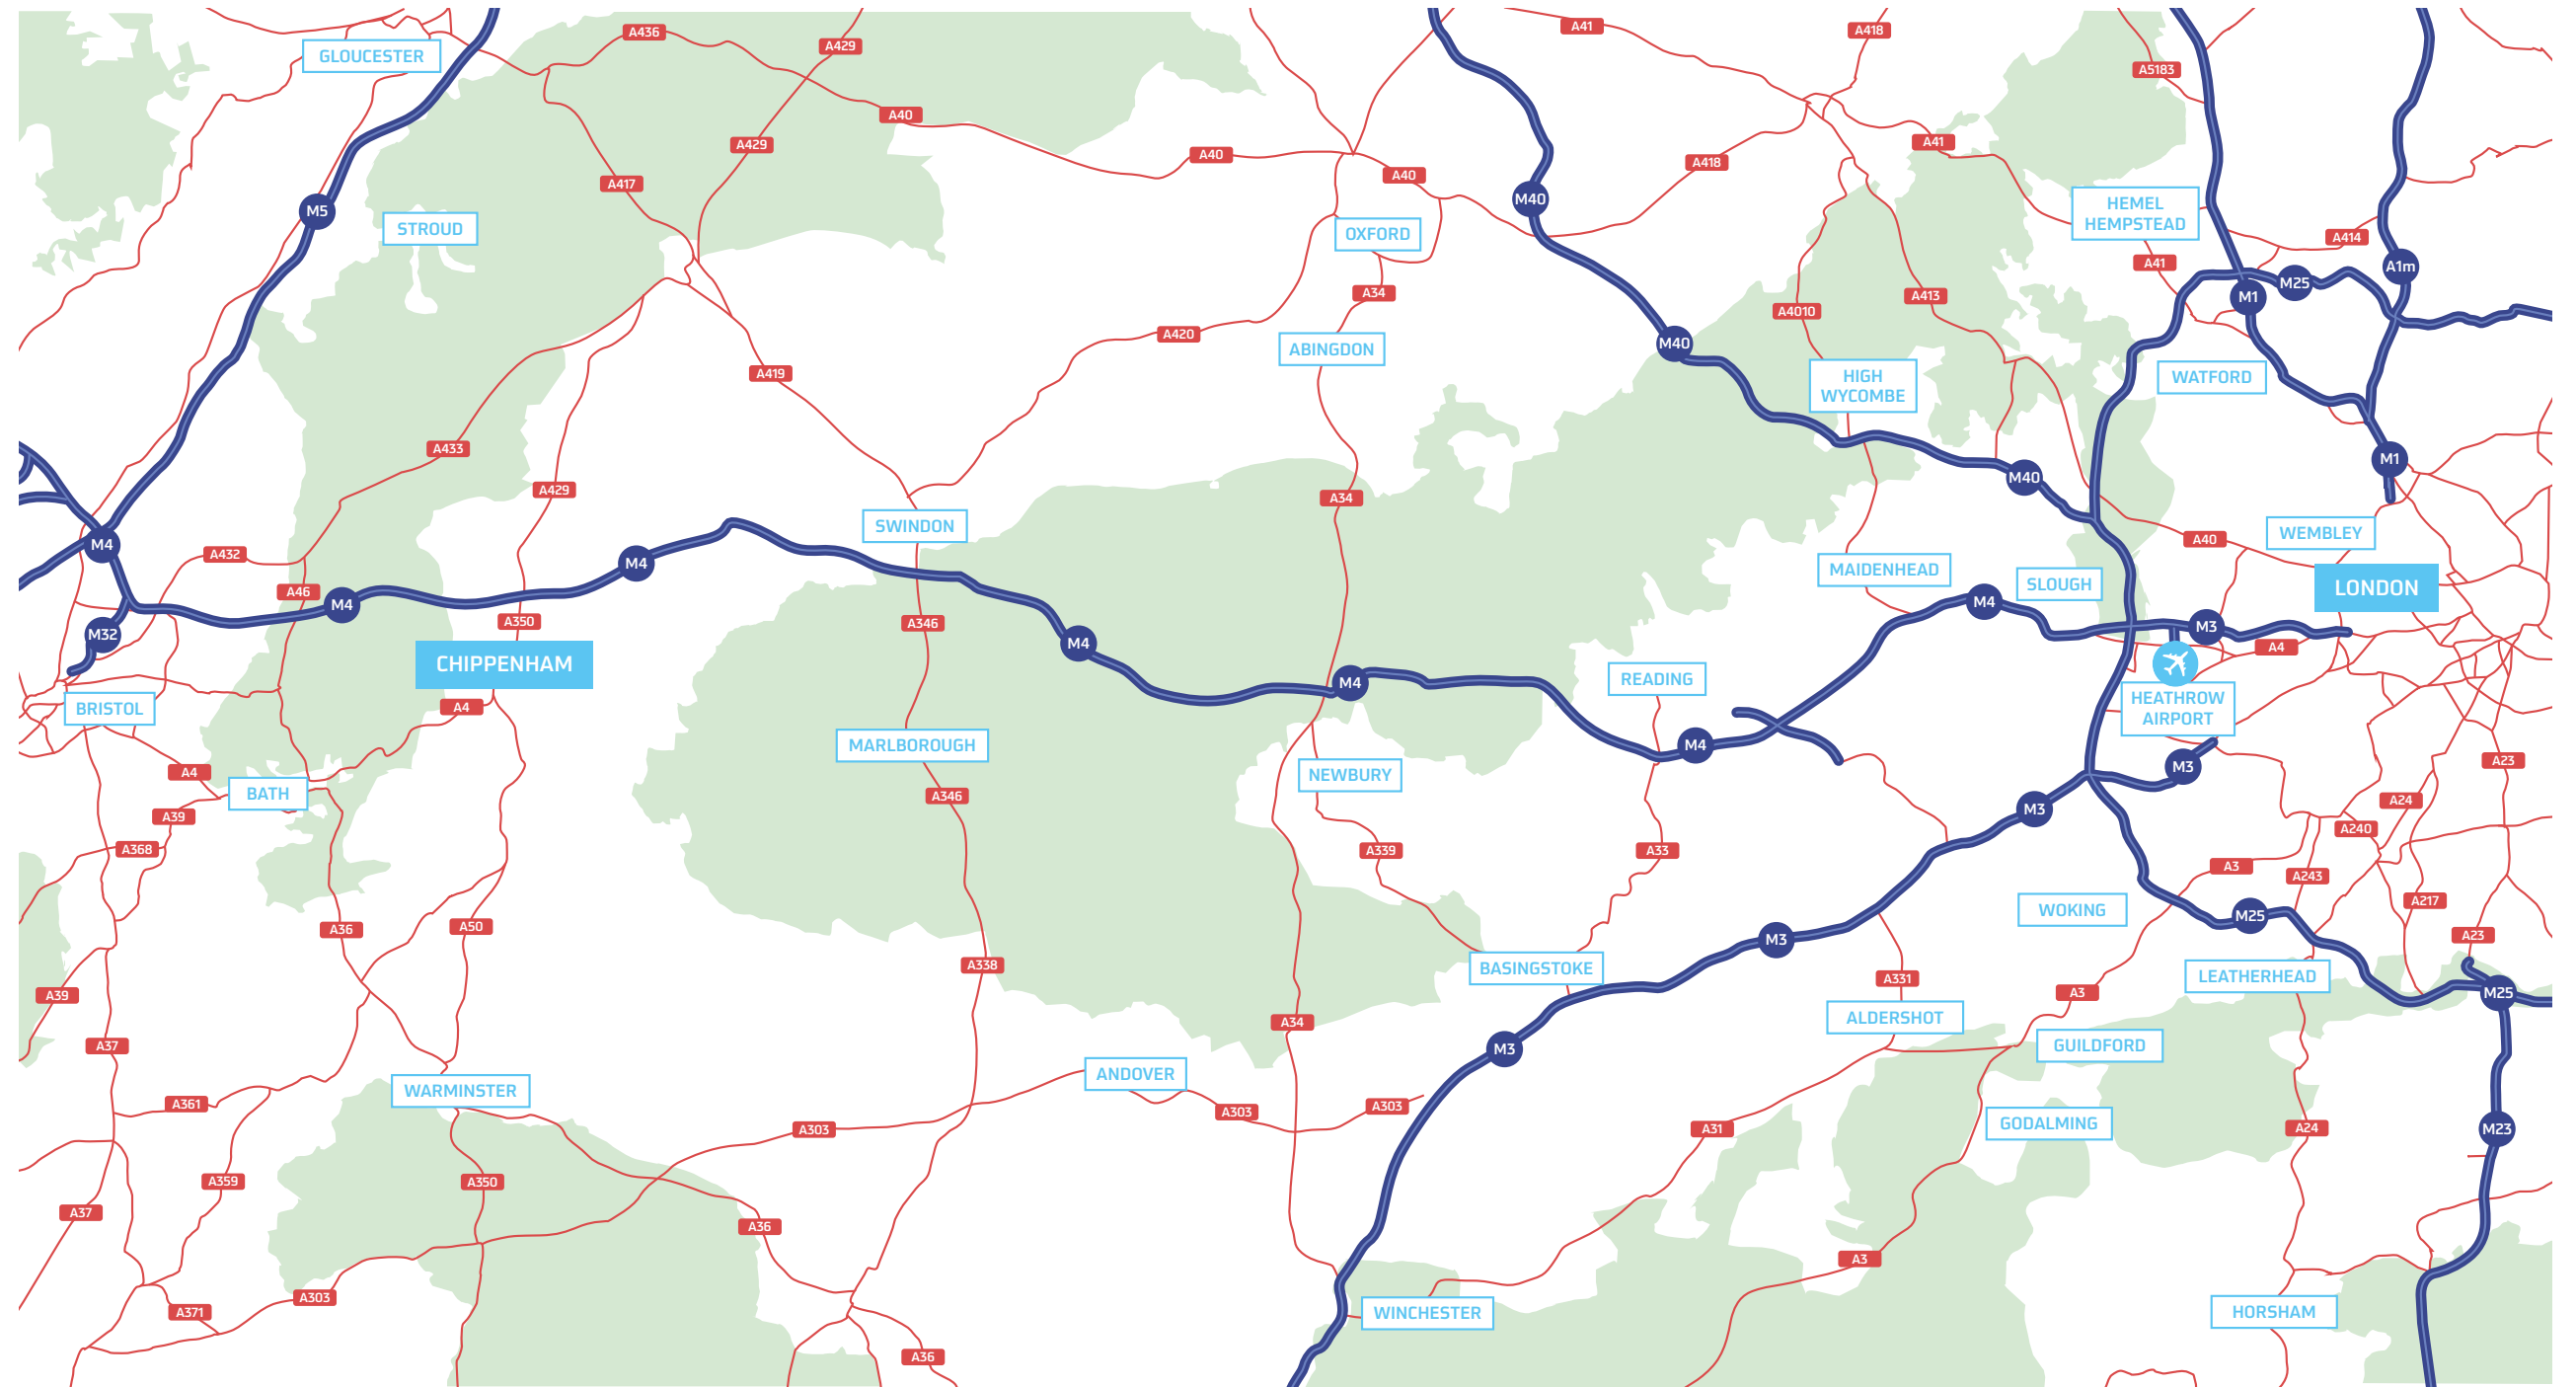 A436
A429
A41
A418
GLOUCESTER
A5183
A40
A429
A41
A40
A418
A40
A417
M40
M5
HEMEL
HEMPSTEAD
STROUD
OXFORD
A414
A41
A1m
M25
A34
A413
M1
A4010
A420
M40
ABINGDON
A419
WATFORD
HIGH
WYCOMBE
A433
M1
M40
A429
A34
SWINDON
WEMBLEY
A40
M4
A432
M4
MAIDENHEAD
SLOUGH
LONDON
A46
M4
M4
A350
A346
M3
M32
M4
A4
CHIPPENHAM
READING
M4
HEATHROW
AIRPORT
A4
BRISTOL
MARLBOROUGH
M4
A23
M3
A4
NEWBURY
BATH
A346
A24
M3
A39
A240
A368
A339
A33
A3
A243
A217
WOKING
M25
A50
A36
A23
M3
A338
BASINGSTOKE
LEATHERHEAD
A331
A39
A3
M25
ALDERSHOT
A34
A37
GUILDFORD
M3
ANDOVER
WARMINSTER
A361
A303
A303
GODALMING
A303
A31
A24
M23
A359
A350
A37
A36
A3
A303
A371
WINCHESTER
HORSHAM
A36